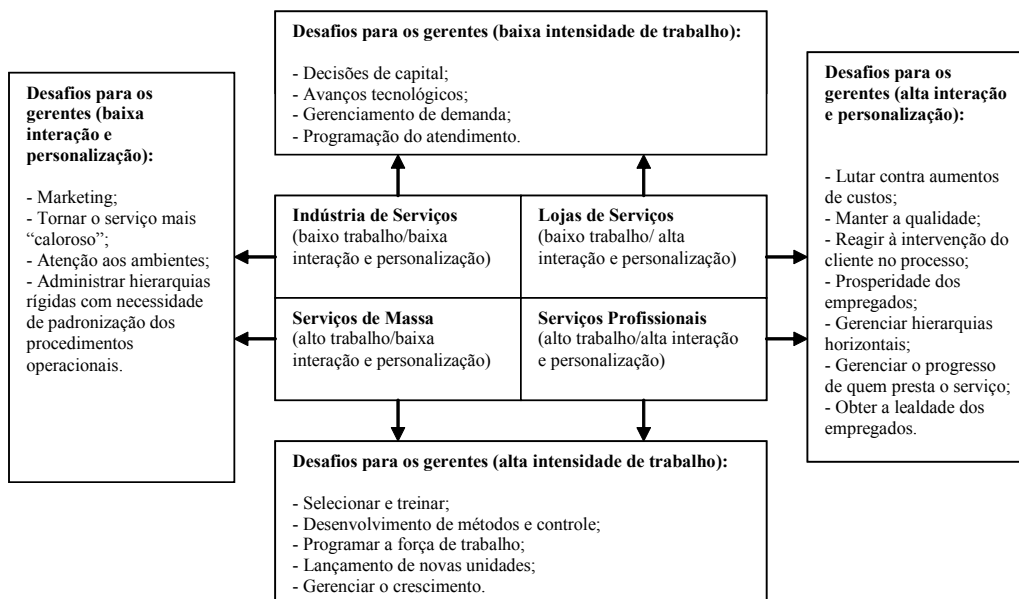 Desafios para os gerentes (baixa intensidade de trabalho):
- Decisões de capital;
- Avanços tecnológicos;
- Gerenciamento de demanda;
- Programação do atendimento.
Desafios para os
gerentes (baixa
interação e
personalização):
- Marketing;
- Tornar o serviço mais
“caloroso”;
- Atenção aos ambientes;
- Administrar hierarquias
rígidas com necessidade
de padronização dos
procedimentos
operacionais.
Indústria de Serviços
(baixo trabalho/baixa
interação e personalização)
Lojas de Serviços
(baixo trabalho/ alta
interação e personalização)
Serviços de Massa
(alto trabalho/baixa
interação e personalização)
Serviços Profissionais
(alto trabalho/alta interação
e personalização)
Desafios para os
gerentes (alta interação
e personalização):
- Lutar contra aumentos
de custos;
- Manter a qualidade;
- Reagir à intervenção do
cliente no processo;
- Prosperidade dos
empregados;
- Gerenciar hierarquias
horizontais;
- Gerenciar o progresso
de quem presta o serviço;
- Obter a lealdade dos
empregados.
Desafios para os gerentes (alta intensidade de trabalho):
- Selecionar e treinar;
- Desenvolvimento de métodos e controle;
- Programar a força de trabalho;
- Lançamento de novas unidades;
- Gerenciar o crescimento.